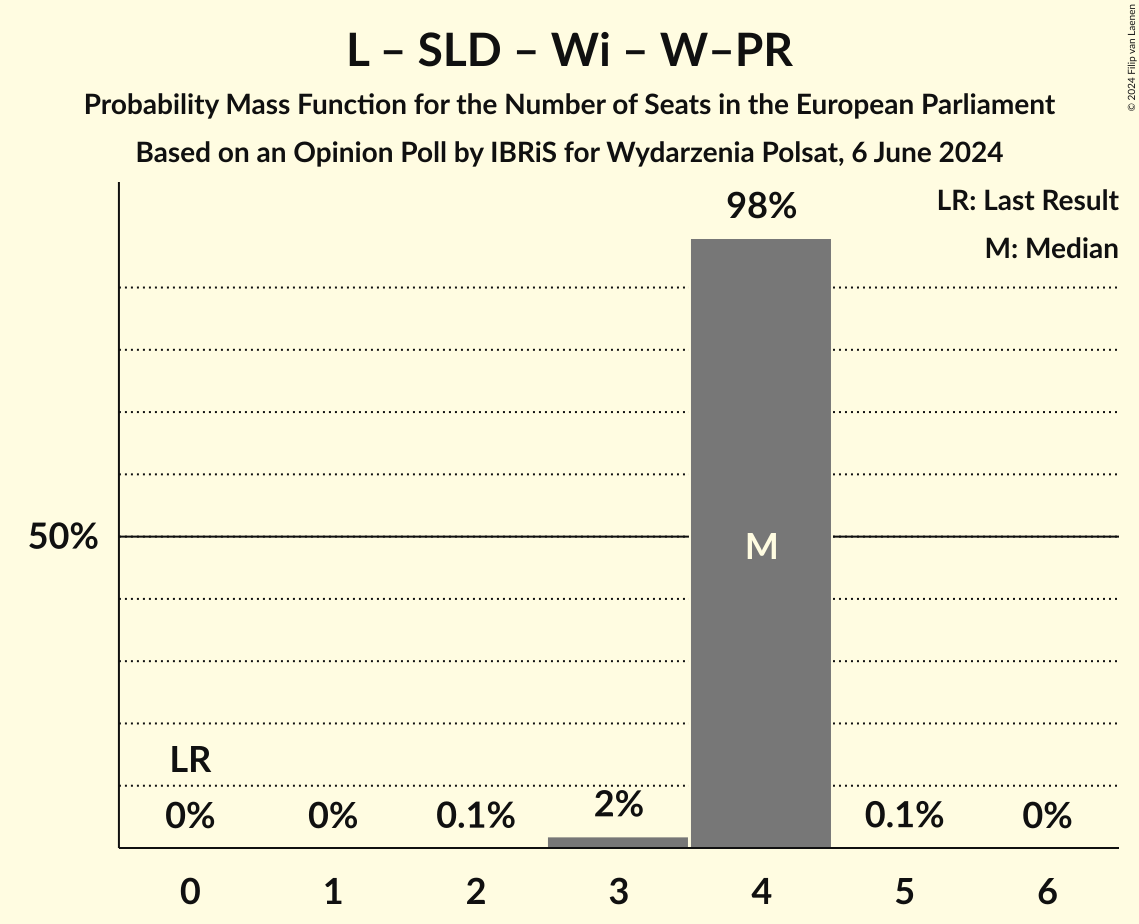 L – SLD – Wi – W–PR
Probability Mass Function for the Number of Seats in the European Parliament
Based on an Opinion Poll by IBRiS for Wydarzenia Polsat, 6 June 2024
© 2024 Filip van Laenen
LR: Last Result
M: Median
98%
50%
M
LR
0%
0%
0.1%
2%
0.1%
0%
0
1
2
3
4
5
6